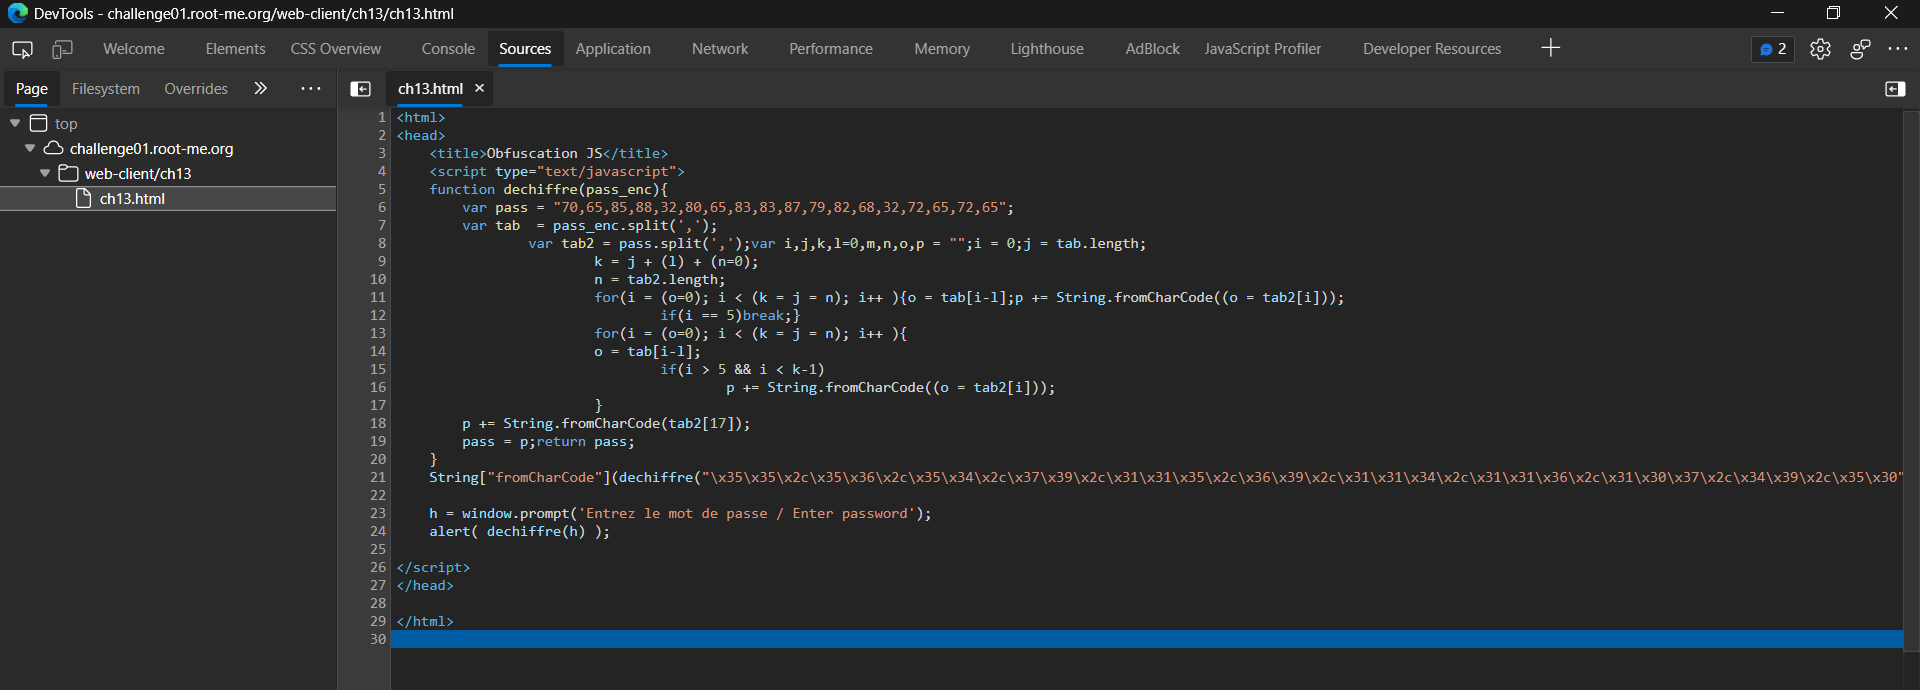 DevTools - challenge01.root-me.org/web-client/ch13/ch13.html
Welcome Elements CSS Overview Console Sources Application Network Performance Memory Lighthouse AdBlock JavaScript Profiler Developer Resources 2
Page Filesystem Overrides
ch13.html
top
challenge01.root-me.org
web-client/ch13
ch13.html
1 <html>
2 <head>
3 <title>Obfuscation JS</title>
4 <script type="text/javascript">
5 function dechiffre(pass_enc){
6 var pass = "70,65,85,88,32,80,65,83,83,87,79,82,68,32,72,65,72,65";
7 var tab  = pass_enc.split(',');
8 var tab2 = pass.split(',');var i,j,k,l=0,m,n,o,p = "";i = 0;j = tab.length;
9 k = j + (l) + (n=0);
10 n = tab2.length;
11 for(i = (o=0); i < (k = j = n); i++ ){o = tab[i-l];p += String.fromCharCode((o = tab2[i]));
12 if(i == 5)break;}
13 for(i = (o=0); i < (k = j = n); i++ ){
14 o = tab[i-l];
15 if(i > 5 && i < k-1)
16 p += String.fromCharCode((o = tab2[i]));
17 }
18 p += String.fromCharCode(tab2[17]);
19 pass = p;return pass;
20 }
21 String["fromCharCode"](dechiffre("\x35\x35\x2c\x35\x36\x2c\x35\x34\x2c\x37\x39\x2c\x31\x31\x35\x2c\x36\x39\x2c\x31\x31\x34\x2c\x31\x31\x36\x2c\x31\x30\x37\x2c\x34\x39\x2c\x35\x30"
22
23 h = window.prompt('Entrez le mot de passe / Enter password');
24 alert( dechiffre(h) );
25
26 </script>
27 </head>
28
29 </html>
30